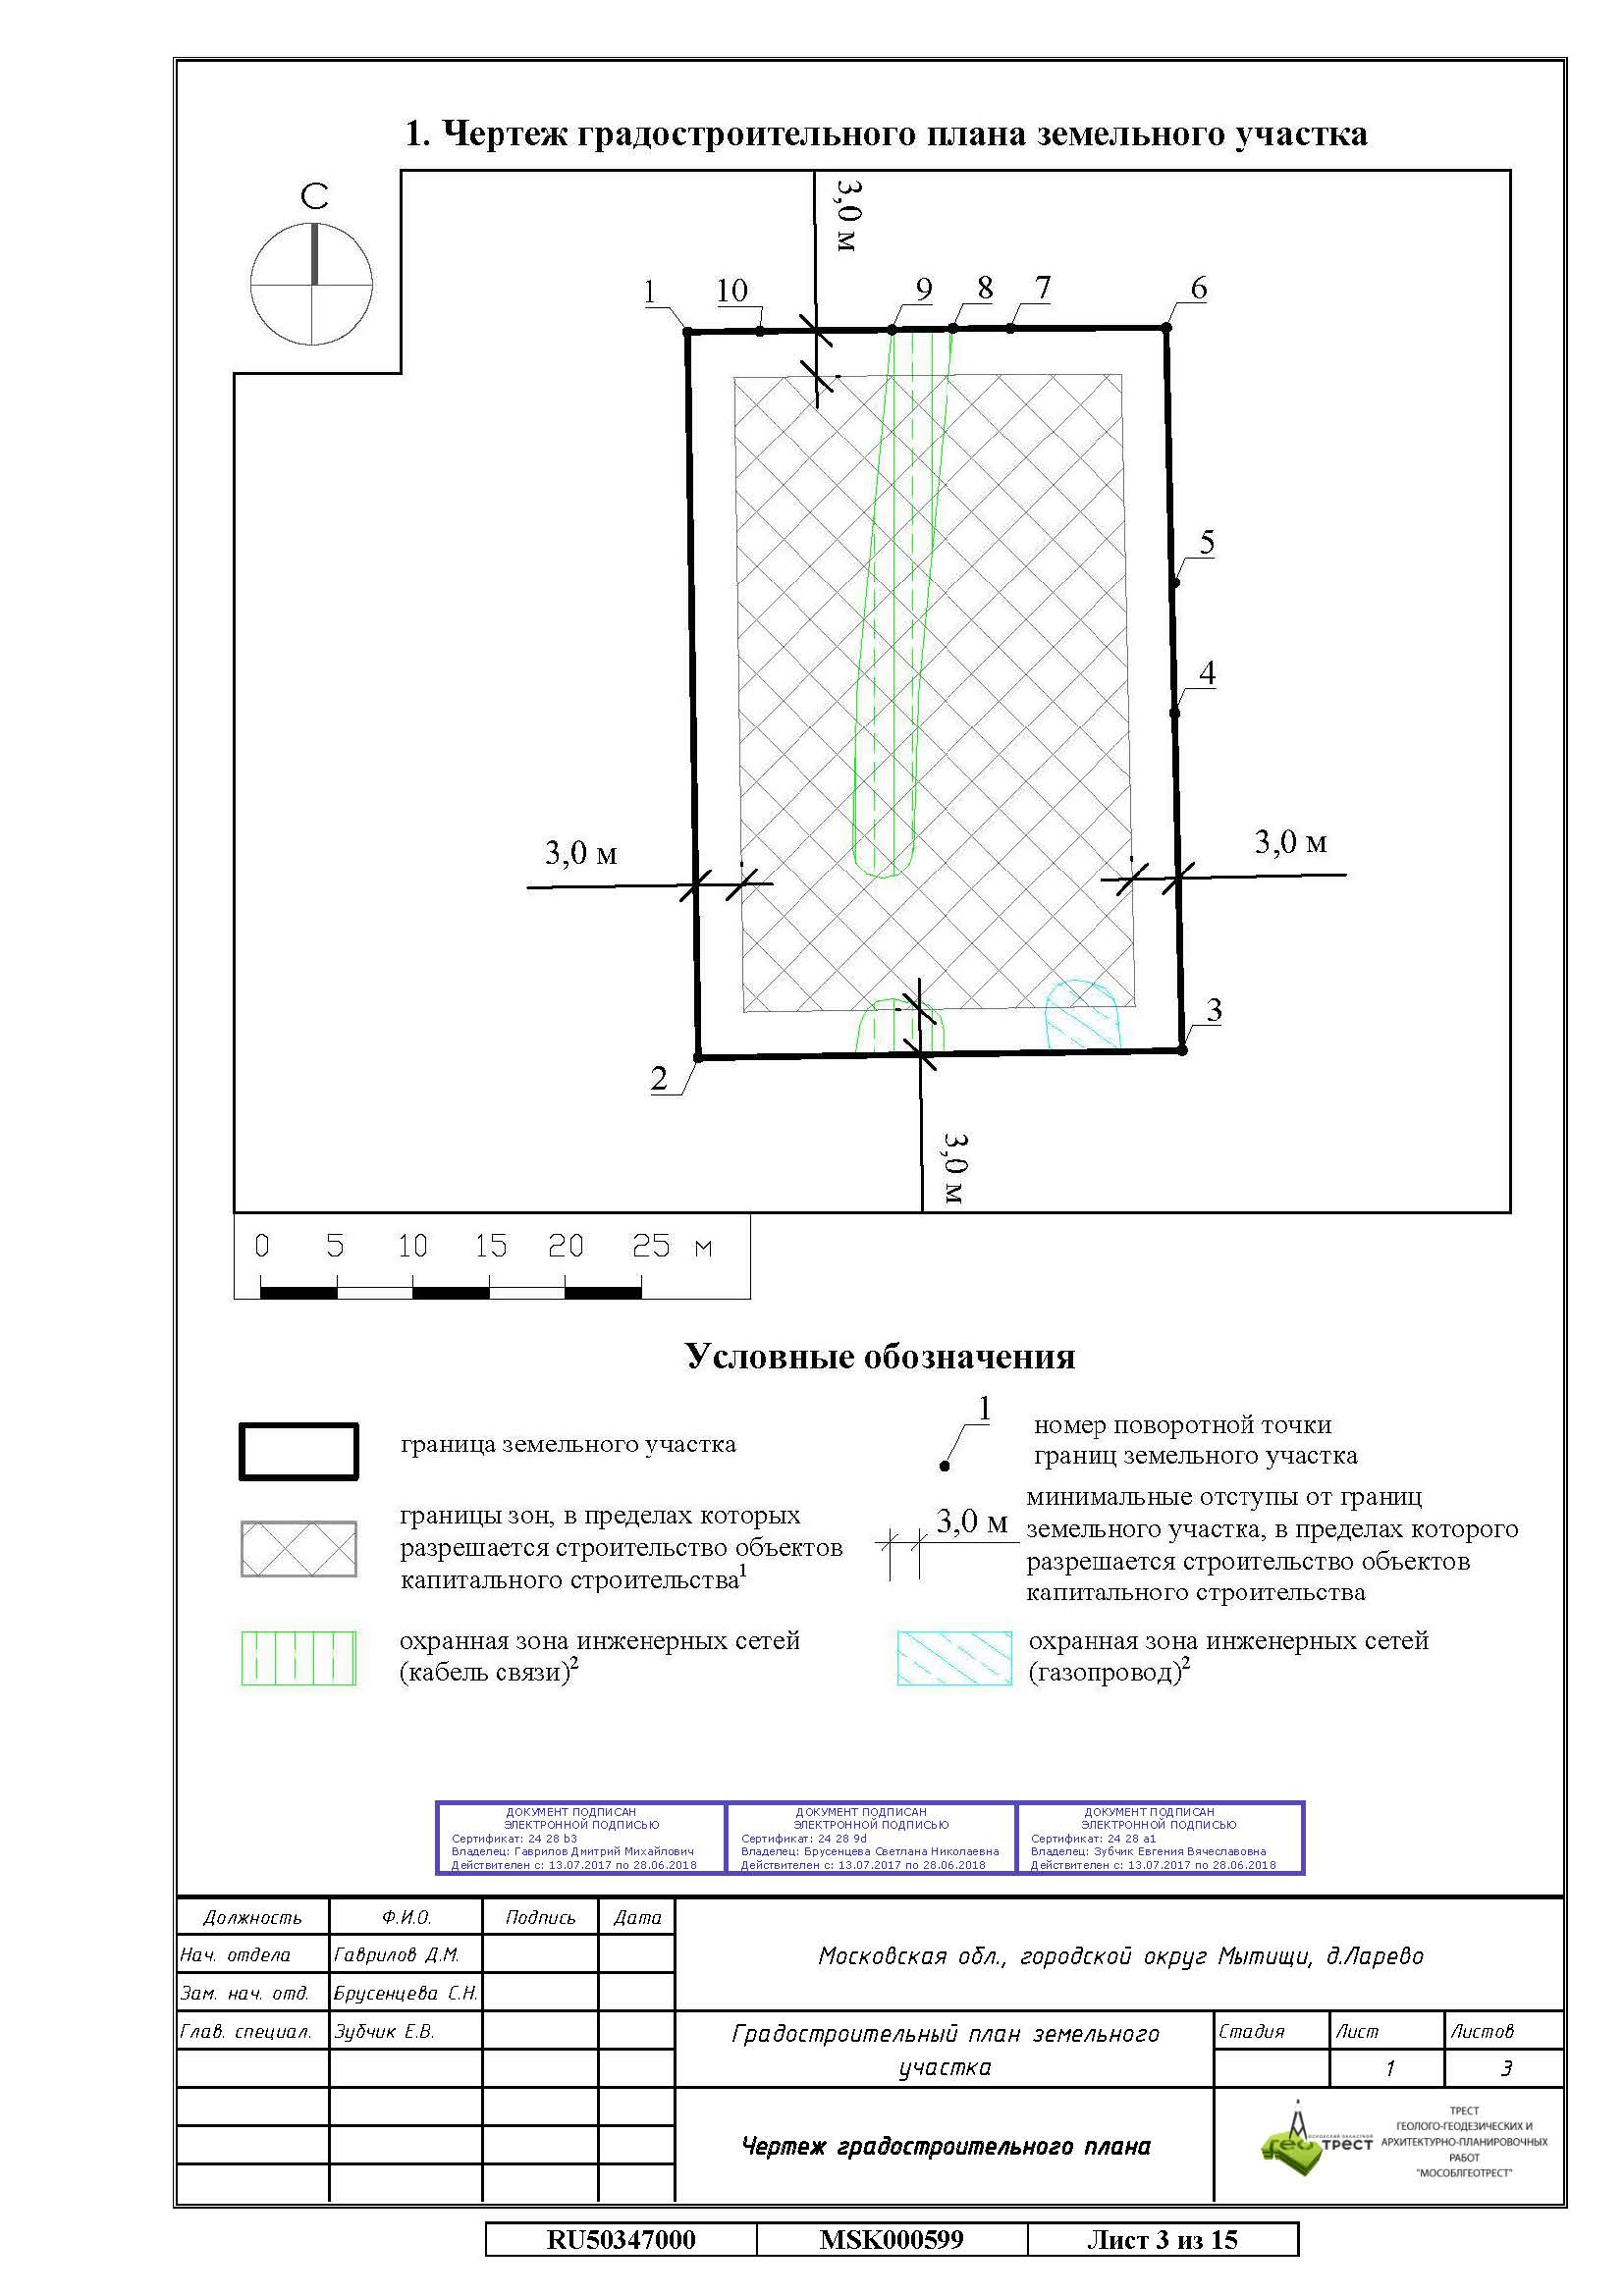 1. Чертеж градостроительного плана земельного участка
С
3,0 м
1
10
9
8
7
6
5
4
3,0 м
3,0 м
3
2
3,0 м
0 5 10 15 20 25 м
Условные обозначения
граница земельного участка
1
номер поворотной точки
границ земельного участка
границы зон, в пределах которых
разрешается строительство объектов
капитального строительства1
3,0 м
минимальные отступы от границ
земельного участка, в пределах которого
разрешается строительство объектов
капитального строительства
охранная зона инженерных сетей
(кабель связи)2
охранная зона инженерных сетей
(газопровод)2
ДОКУМЕНТ ПОДПИСАН
ЭЛЕКТРОННОЙ ПОДПИСЬЮ
Сертификат: 24 28 b3
Владелец: Гаврилов Дмитрий Михайлович
Действителен с: 13.07.2017 по 28.06.2018
ДОКУМЕНТ ПОДПИСАН
ЭЛЕКТРОННОЙ ПОДПИСЬЮ
Сертификат: 24 28 9d
Владелец: Брусенцева Светлана Николаевна
Действителен с: 13.07.2017 по 28.06.2018
ДОКУМЕНТ ПОДПИСАН
ЭЛЕКТРОННОЙ ПОДПИСЬЮ
Сертификат: 24 28 a1
Владелец: Зубчик Евгения Вячеславовна
Действителен с: 13.07.2017 по 28.06.2018
Должность Ф.И.О. Подпись Дата
Нач. отдела Гаврилов Д.М.
Зам. нач. отд. Брусенцева С.Н.
Глав. специал. Зубчик Е.В.
Московская обл., городской округ Мытищи, д.Ларево
Градостроительный план земельного
участка
Стадия Лист Листов
1 3
Чертеж градостроительного плана
МОСКОВСКИЙ ОБЛАСТНОЙ
ГЕОТРЕСТ
ТРЕСТ
ГЕОЛОГО-ГЕОДЕЗИЧЕСКИХ И
АРХИТЕКТУРНО-ПЛАНИРОВОЧНЫХ
РАБОТ
"МОСОБЛГЕОТРЕСТ"
RU50347000 MSK000599 Лист 3 из 15